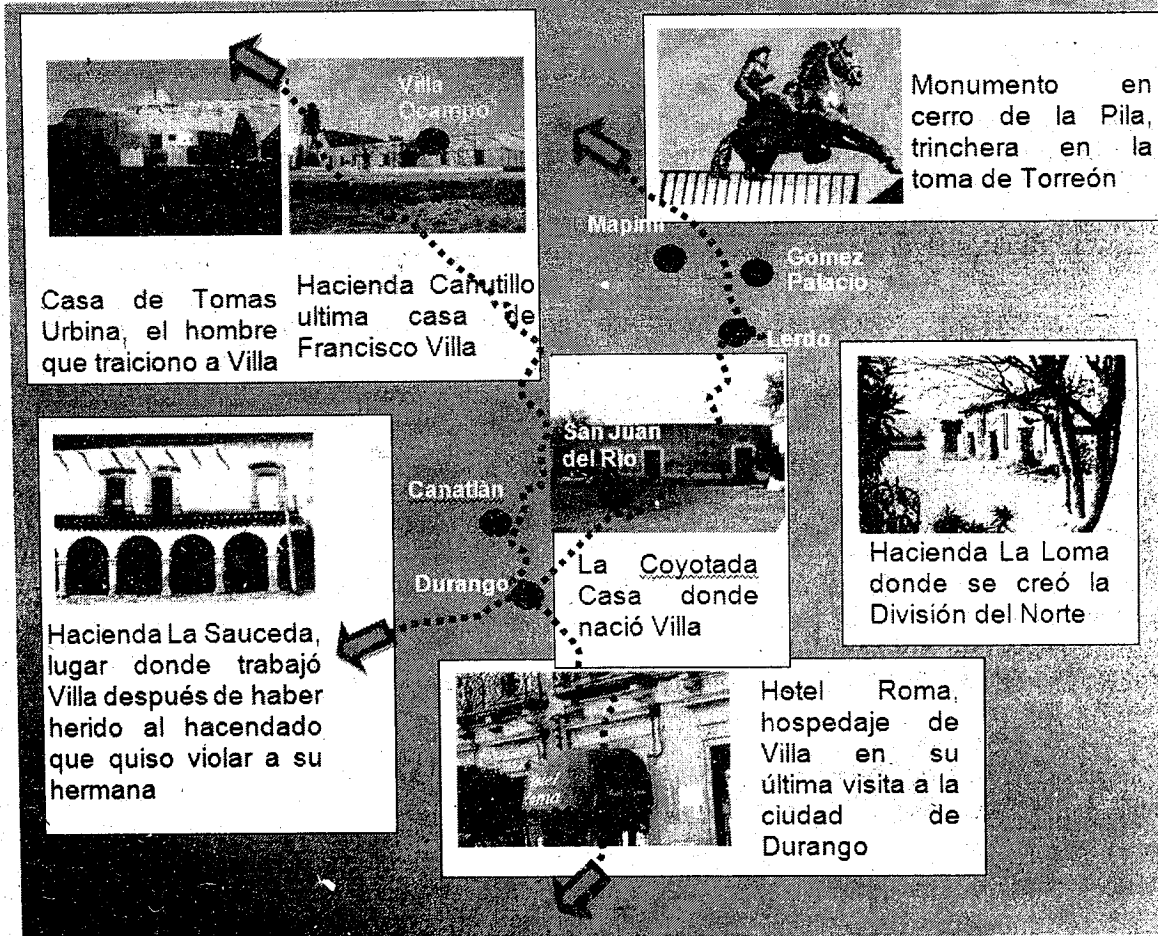 Villa
Ocampo
Casa de Tomas
Urbina, el hombre
que traiciono a Villa
Hacienda Canutillo
ultima casa de
Francisco Villa
Monumento en
cerro de la Pila,
trinchera en la
toma de Torreón
Mapimi
Gómez
Palacio
Lerdo
San Juan
del Rio
Canatlán
Durango
La Coyotada
Casa donde
nació Villa
Hacienda La Loma
donde se creó la
División del Norte
Hacienda La Sauceda,
lugar donde trabajó
Villa después de haber
herido al hacendado
que quiso violar a su
hermana
Hotel Roma,
hospedaje de
Villa en su
última visita a la
ciudad de
Durango